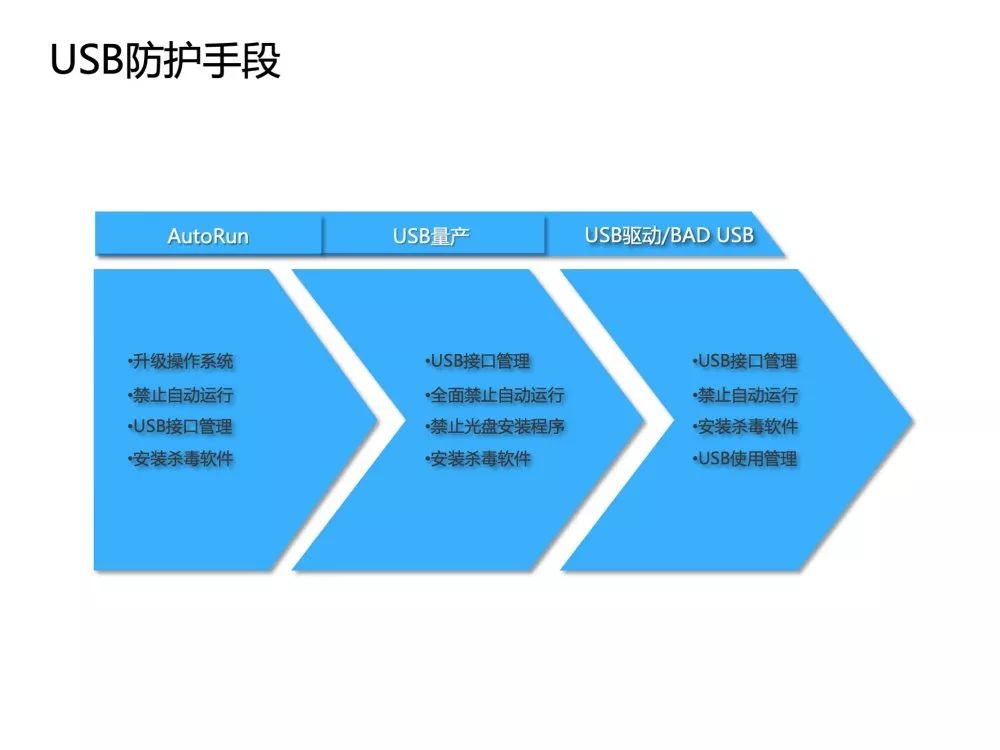 USB防护手段
AutoRun
USB量产
USB驱动/BAD USB
•升级操作系统
•禁止自动运行
•USB接口管理
•安装杀毒软件
•USB接口管理
•全面禁止自动运行
•禁止光盘安装程序
•安装杀毒软件
•USB接口管理
•禁止自动运行
•安装杀毒软件
•USB使用管理